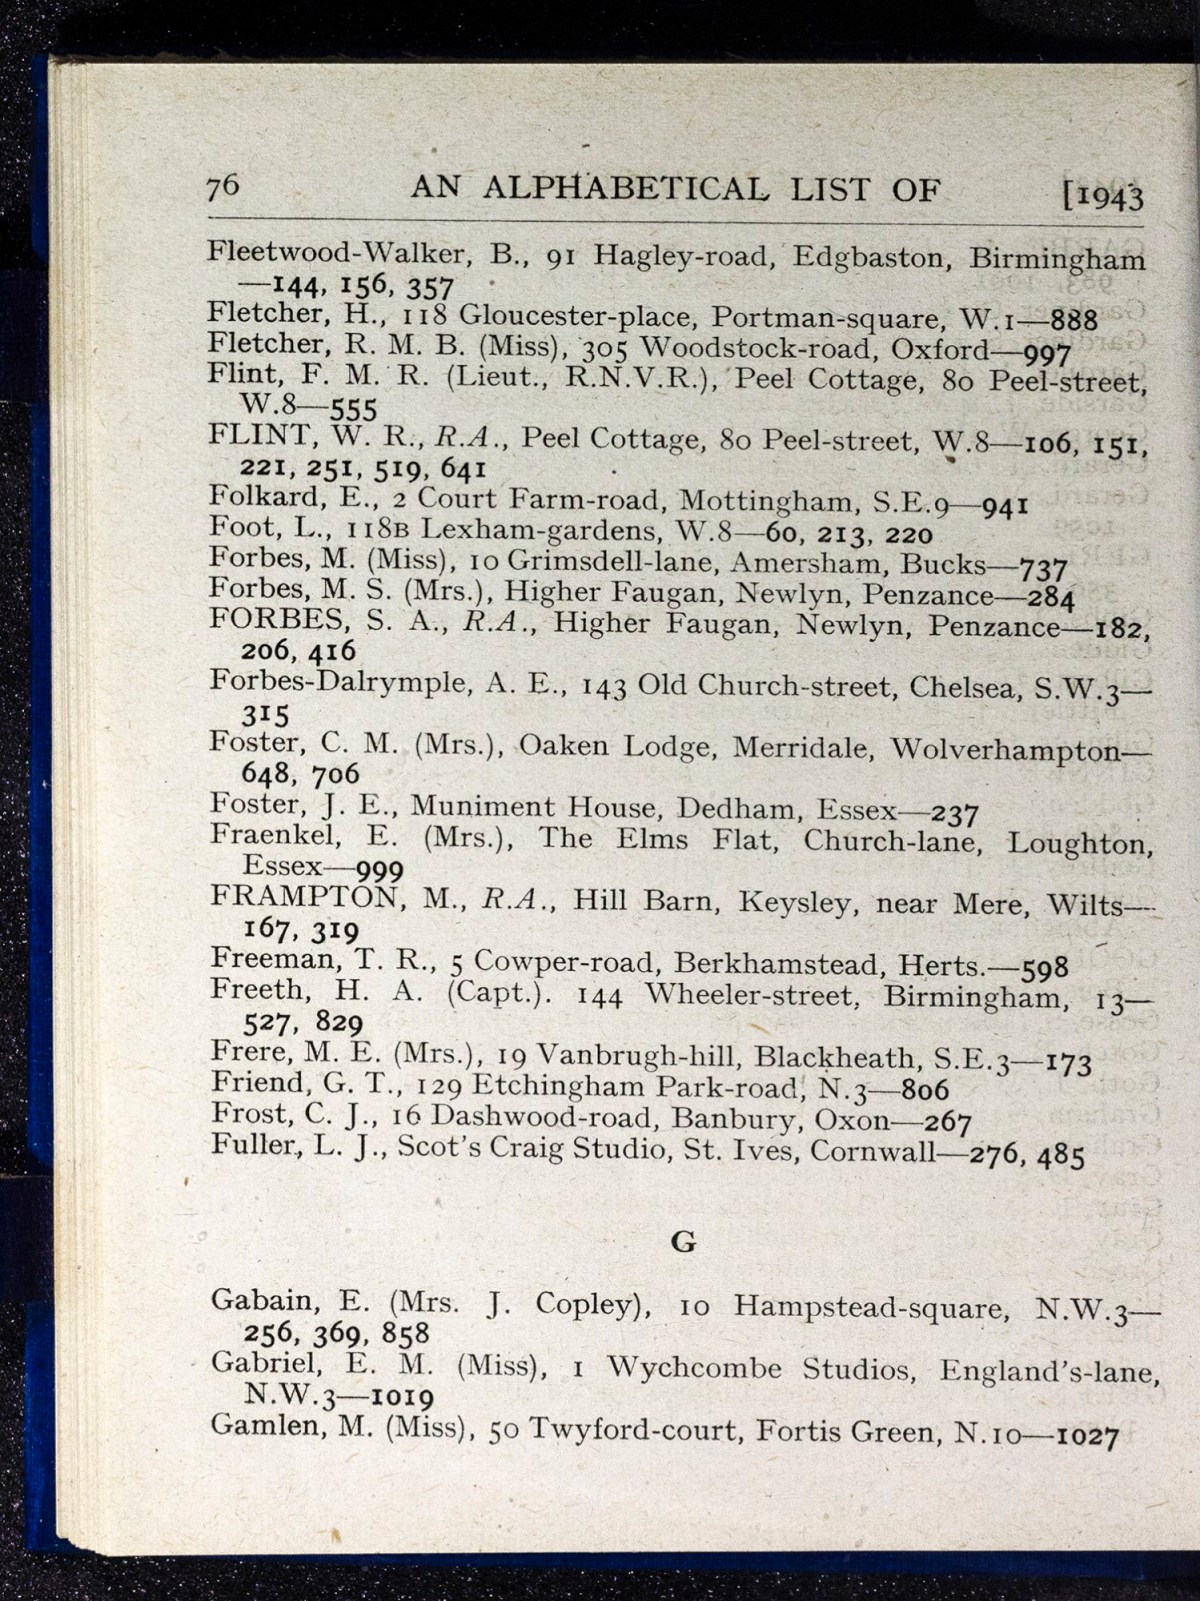 76 AN ALPHABETICAL LIST OF [1943
Fleetwood-Walker, B., 91 Hagley-road, Edgbaston, Birmingham
—144, 156, 357
Fletcher, H., 118 Gloucester-place, Portman-square, W.1—888
Fletcher, R. M. B. (Miss), 305 Woodstock-road, Oxford—997
Flint, F. M. R. (Lieut., R.N.V.R.), Peel Cottage, 80 Peel-street,
W.8—555
FLINT, W. R., R.A., Peel Cottage, 80 Peel-street, W.8—106, 151,
221, 251, 519, 641
Folkard, E., 2 Court Farm-road, Mottingham, S.E.9—941
Foot, L., 118B Lexham-gardens, W.8—60, 213, 220
Forbes, M. (Miss), 10 Grimsdell-lane, Amersham, Bucks—737
Forbes, M. S. (Mrs.), Higher Faugan, Newlyn, Penzance—284
FORBES, S. A., R.A., Higher Faugan, Newlyn, Penzance—182,
206, 416
Forbes-Dalrymple, A. E., 143 Old Church-street, Chelsea, S.W.3—
315
Foster, C. M. (Mrs.), Oaken Lodge, Merridale, Wolverhampton—
648, 706
Foster, J. E., Muniment House, Dedham, Essex—237
Fraenkel, E. (Mrs.), The Elms Flat, Church-lane, Loughton,
Essex—999
FRAMPTON, M., R.A., Hill Barn, Keysley, near Mere, Wilts—
167, 319
Freeman, T. R., 5 Cowper-road, Berkhamstead, Herts.—598
Freeth, H. A. (Capt.). 144 Wheeler-street, Birmingham, 13—
527, 829
Frere, M. E. (Mrs.), 19 Vanbrugh-hill, Blackheath, S.E.3—173
Friend, G. T., 129 Etchingham Park-road, N.3—806
Frost, C. J., 16 Dashwood-road, Banbury, Oxon—267
Fuller, L. J., Scot's Craig Studio, St. Ives, Cornwall—276, 485
G
Gabain, E. (Mrs. J. Copley), 10 Hampstead-square, N.W.3—
256, 369, 858
Gabriel, E. M. (Miss), 1 Wychcombe Studios, England's-lane,
N.W.3—1019
Gamlen, M. (Miss), 50 Twyford-court, Fortis Green, N.10—1027